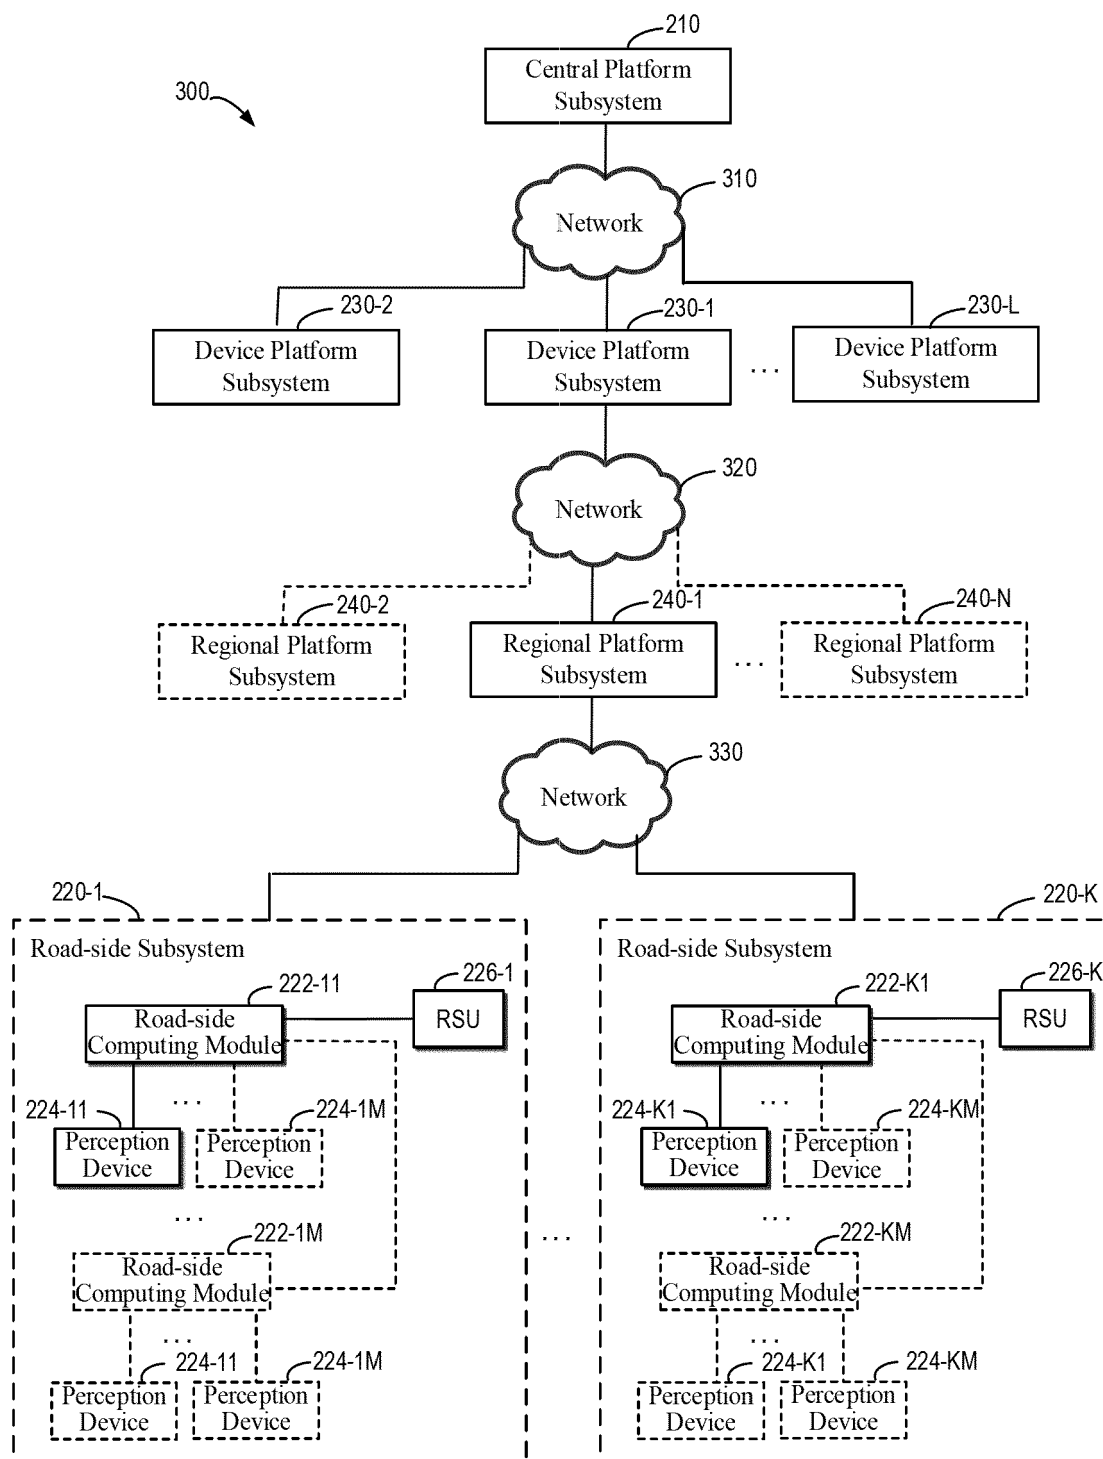 210
Central Platform
Subsystem
300
310
Network
230-2
230-1
230-L
Device Platform
Subsystem
Device Platform
Subsystem
...
Device Platform
Subsystem
320
Network
240-2
240-1
240-N
Regional Platform
Subsystem
Regional Platform
Subsystem
...
Regional Platform
Subsystem
330
Network
220-1
220-K
Road-side Subsystem
222-11
226-1
Road-side
Computing Module
RSU
...
224-11
224-1M
Perception
Device
Perception
Device
...
222-1M
Road-side
Computing Module
...
224-11
224-1M
Perception
Device
Perception
Device
...
Road-side Subsystem
222-K1
226-K
Road-side
Computing Module
RSU
...
224-K1
224-KM
Perception
Device
Perception
Device
...
222-KM
Road-side
Computing Module
...
224-K1
224-KM
Perception
Device
Perception
Device